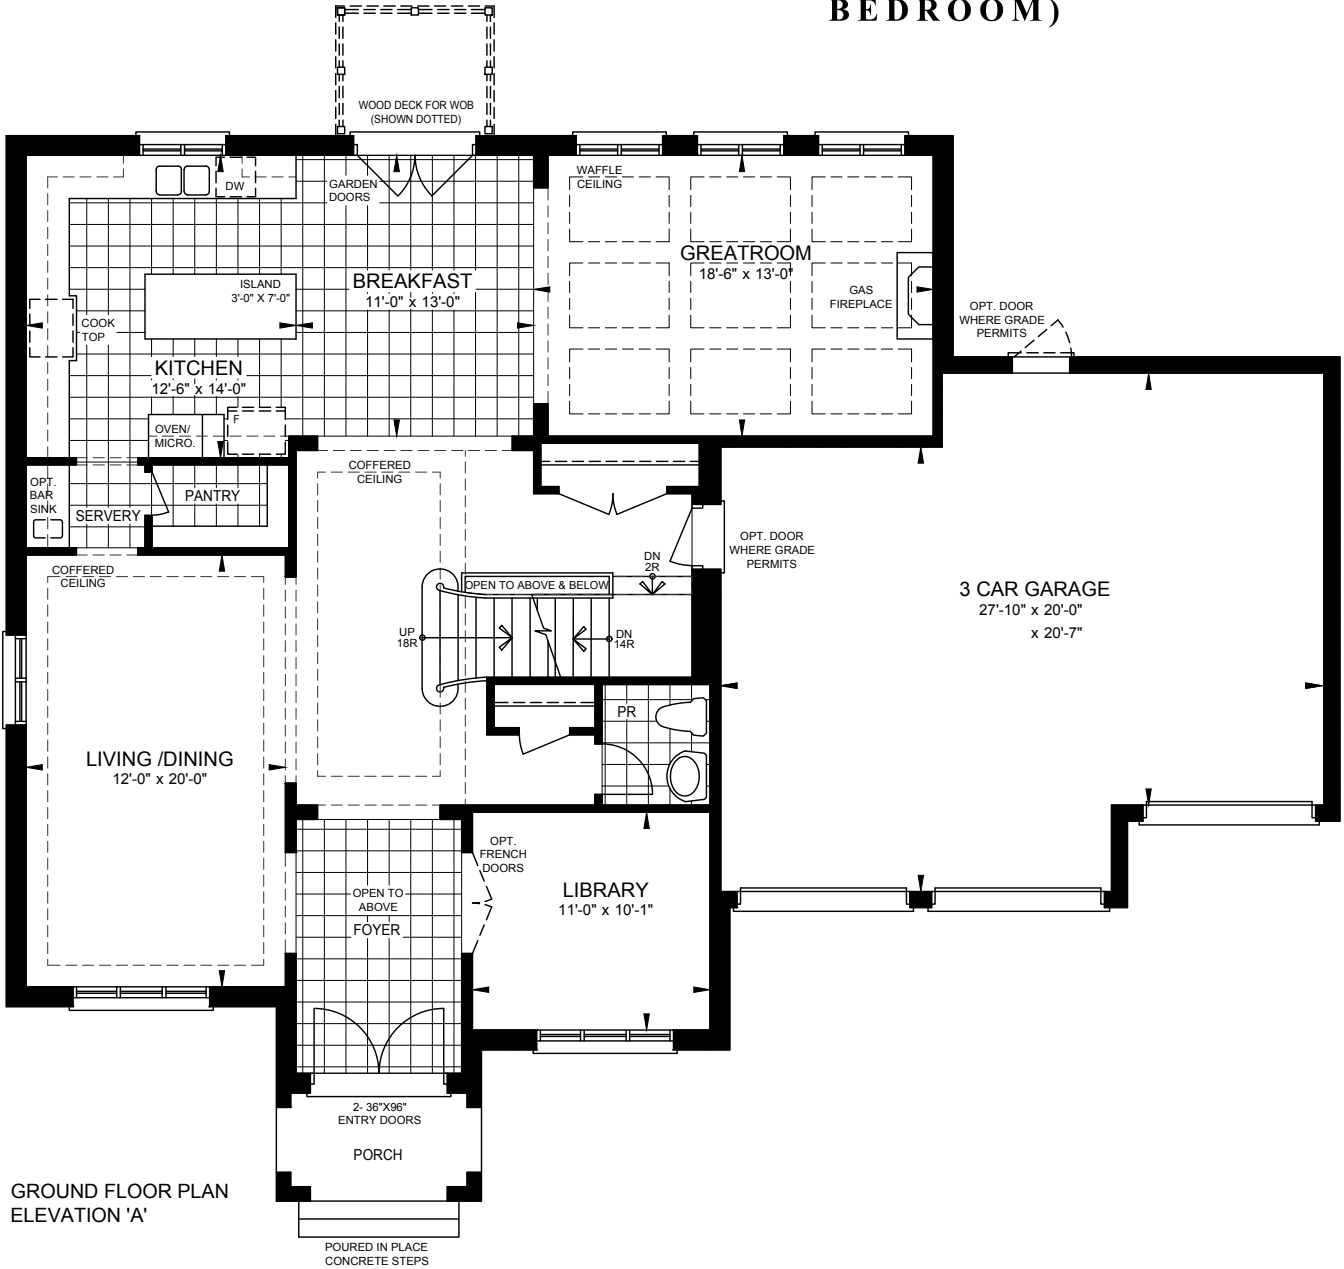 BEDROOM)
WOOD DECK FOR WOB
(SHOWN DOTTED)
DW
GARDEN
DOORS
WAFFLE
CEILING
GREATROOM
18'-6" x 13'-0"
GAS
FIREPLACE
ISLAND
3'-0" X 7'-0"
BREAKFAST
11'-0" x 13'-0"
COOK
TOP
KITCHEN
12'-6" x 14'-0"
OVEN/
MICRO.
F
OPT. DOOR
WHERE GRADE
PERMITS
OPT.
BAR
SINK
SERVERY
PANTRY
COFFERED
CEILING
COFFERED
CEILING
OPT. DOOR
WHERE GRADE
PERMITS
DN
2R
OPEN TO ABOVE & BELOW
UP
18R
DN
14R
3 CAR GARAGE
27'-10" x 20'-0"
x 20'-7"
PR
LIVING /DINING
12'-0" x 20'-0"
OPT.
FRENCH
DOORS
OPEN TO
ABOVE
FOYER
LIBRARY
11'-0" x 10'-1"
2- 36"X96"
ENTRY DOORS
PORCH
GROUND FLOOR PLAN
ELEVATION 'A'
POURED IN PLACE
CONCRETE STEPS